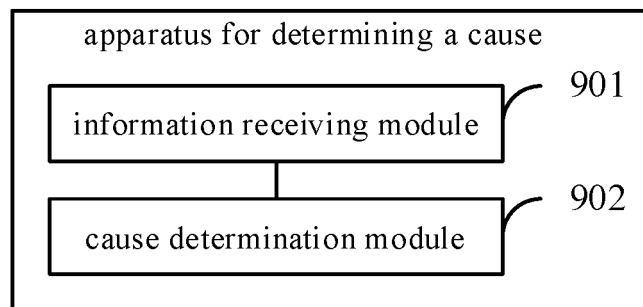 apparatus for determining a cause
901
information receiving module
902
cause determination module